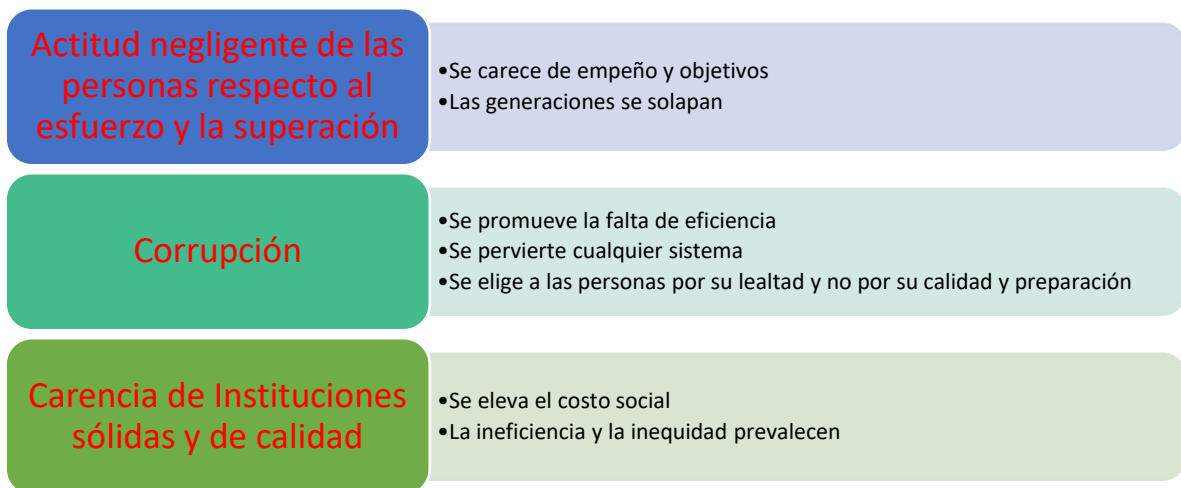 Actitud negligente de las
personas respecto al
esfuerzo y la superación
•Se carece de empeño y objetivos
•Las generaciones se solapan
Corrupción
•Se promueve la falta de eficiencia
•Se pervierte cualquier sistema
•Se elige a las personas por su lealtad y no por su calidad y preparación
Carencia de Instituciones
sólidas y de calidad
•Se eleva el costo social
•La ineficiencia y la inequidad prevalecen